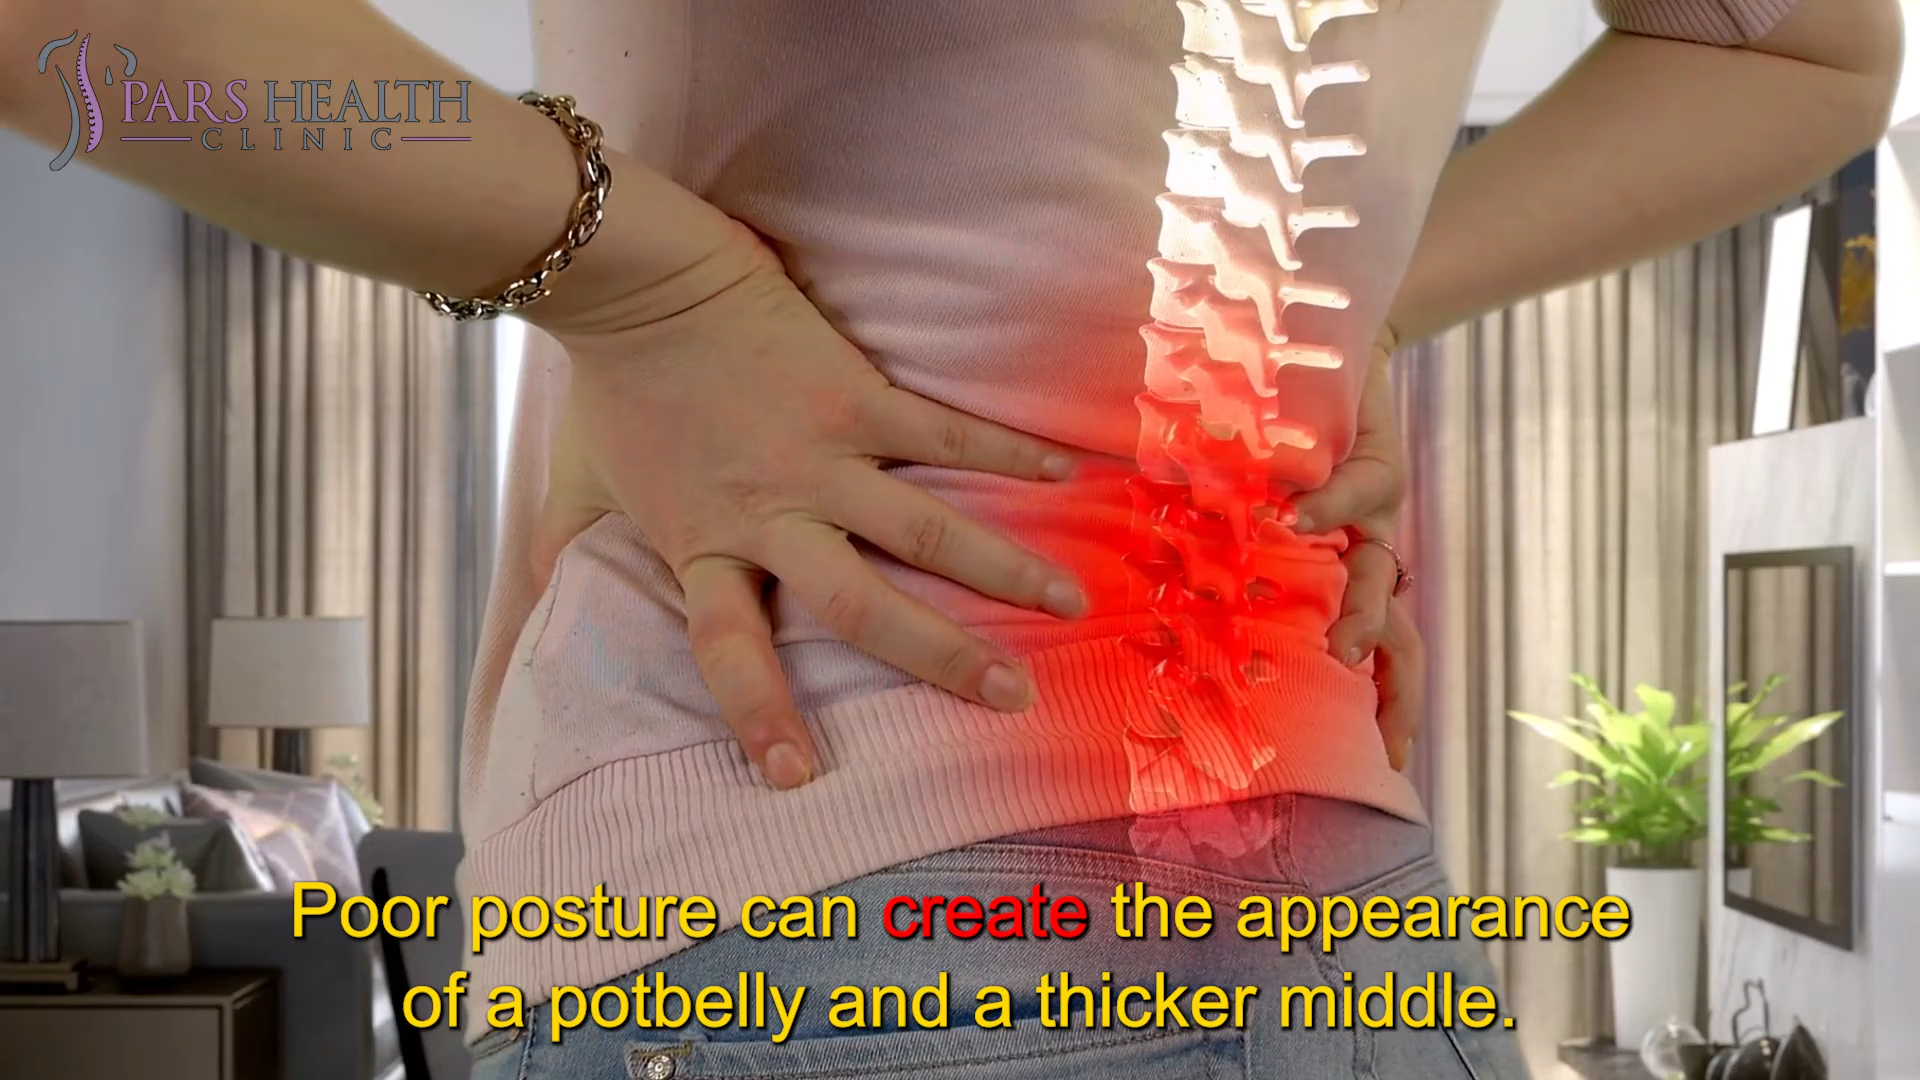 PARS HEALTH
CLINIC
Poor posture can create the appearance
of a potbelly and a thicker middle.